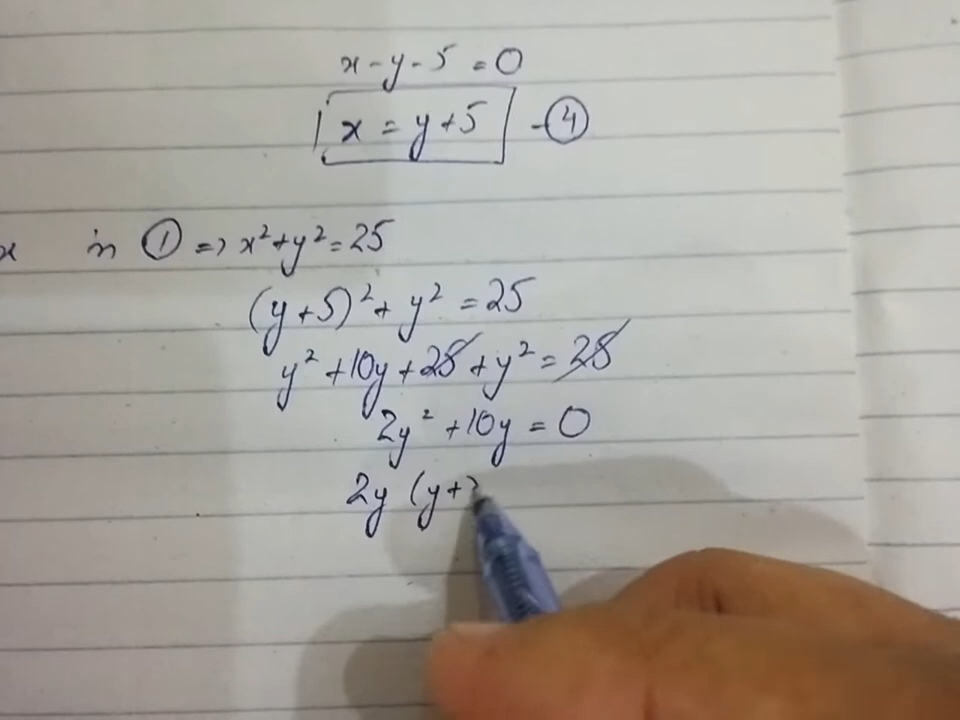 x - y - 5 = 0
x = y + 5 - ④
x in ① => x² + y² = 25
(y + 5)² + y² = 25
y² + 10y + 25 + y² = 25
2y² + 10y = 0
2y (y +